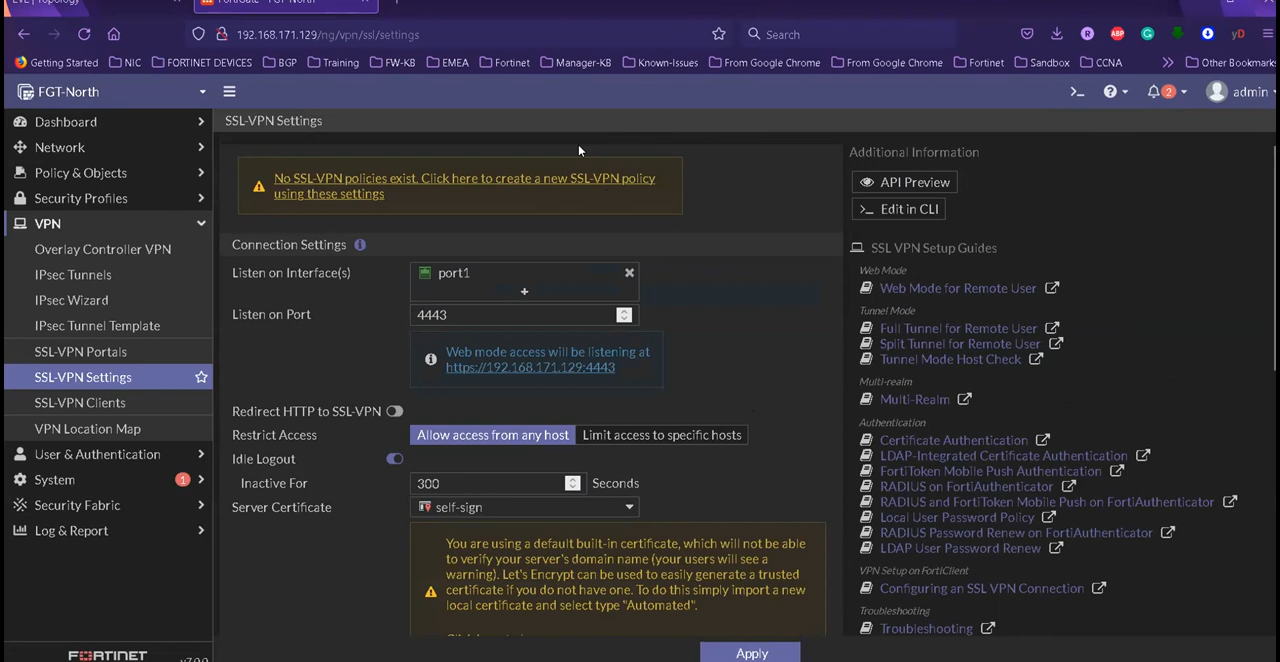 EVE | Topology
FortiGate - FGT-North
192.168.171.129/ng/vpn/ssl/settings
Search
Getting Started
NIC
FORTINET DEVICES
BGP
Training
FW-KB
EMEA
Fortinet
Manager-KB
Known-Issues
From Google Chrome
From Google Chrome
Fortinet
Sandbox
CCNA
Other Bookmarks
FGT-North
2
admin
Dashboard
Network
Policy & Objects
Security Profiles
VPN
Overlay Controller VPN
IPsec Tunnels
IPsec Wizard
IPsec Tunnel Template
SSL-VPN Portals
SSL-VPN Settings
SSL-VPN Clients
VPN Location Map
User & Authentication
System
1
Security Fabric
Log & Report
FORTINET
v7.0.0
SSL-VPN Settings
No SSL-VPN policies exist. Click here to create a new SSL-VPN policy
using these settings
Connection Settings
Listen on Interface(s)
port1
Listen on Port
4443
Web mode access will be listening at
https://192.168.171.129:4443
Redirect HTTP to SSL-VPN
Restrict Access
Allow access from any host
Limit access to specific hosts
Idle Logout
Inactive For
300
Seconds
Server Certificate
self-sign
You are using a default built-in certificate, which will not be able
to verify your server's domain name (your users will see a
warning). Let's Encrypt can be used to easily generate a trusted
certificate if you do not have one. To do this simply import a new
local certificate and select type "Automated".
Apply
Additional Information
API Preview
Edit in CLI
SSL VPN Setup Guides
Web Mode
Web Mode for Remote User
Tunnel Mode
Full Tunnel for Remote User
Split Tunnel for Remote User
Tunnel Mode Host Check
Multi-realm
Multi-Realm
Authentication
Certificate Authentication
LDAP-Integrated Certificate Authentication
FortiToken Mobile Push Authentication
RADIUS on FortiAuthenticator
RADIUS and FortiToken Mobile Push on FortiAuthenticator
Local User Password Policy
RADIUS Password Renew on FortiAuthenticator
LDAP User Password Renew
VPN Setup on FortiClient
Configuring an SSL VPN Connection
Troubleshooting
Troubleshooting